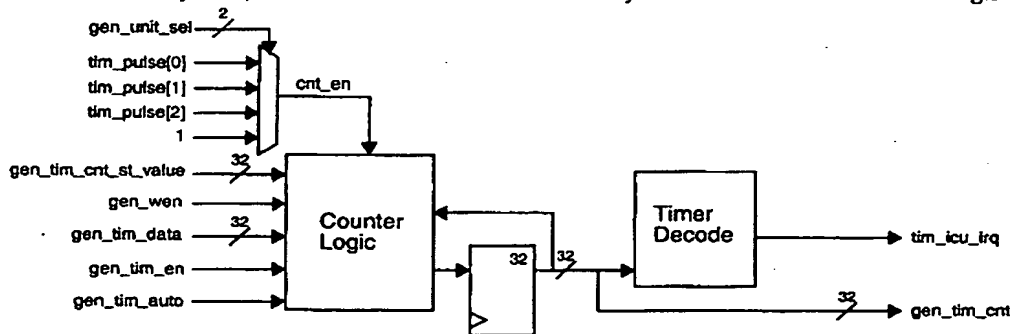 gen_unit_sel
2
tim_pulse[0]
tim_pulse[1]
cnt_en
tim_pulse[2]
1
gen_tim_cnt_st_value
32
gen_wen
gen_tim_data
32
gen_tim_en
gen_tim_auto
Counter
Logic
32
32
Timer
Decode
tim_icu_irq
32
gen_tim_cnt